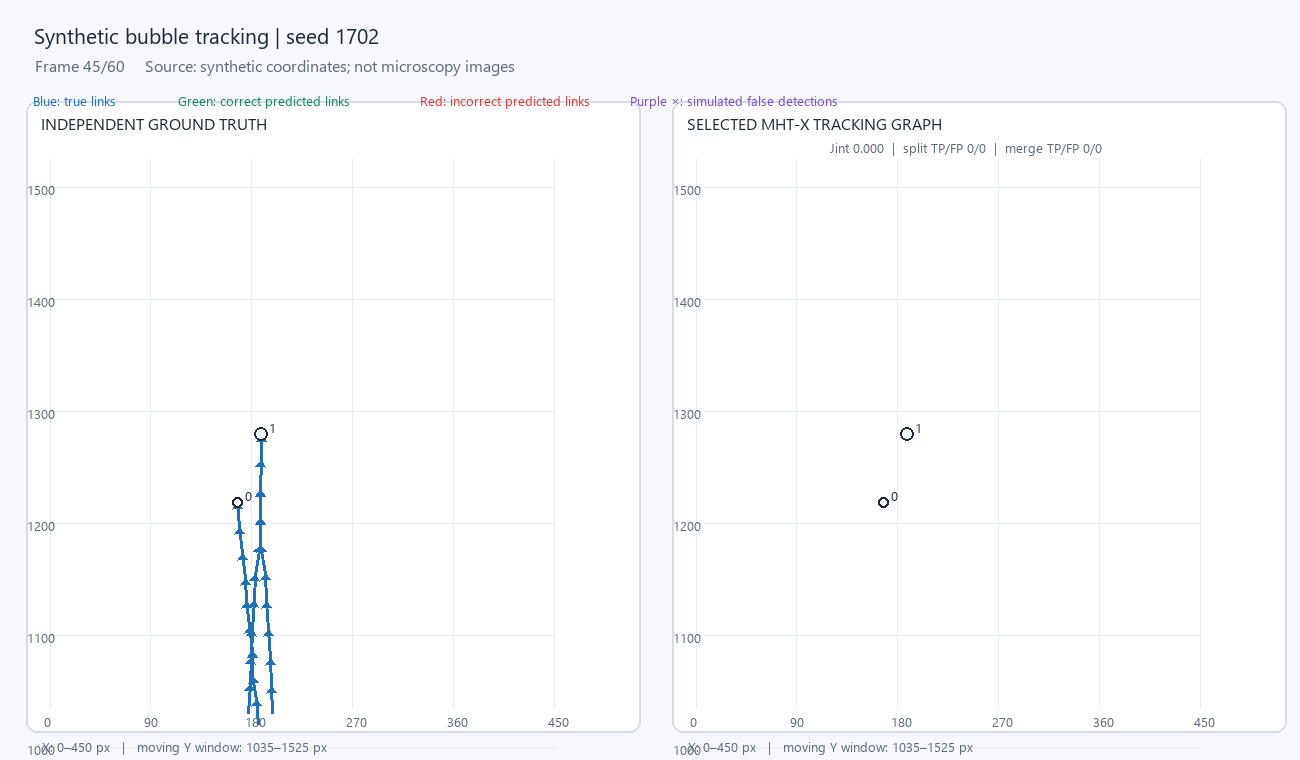 Synthetic bubble tracking | seed 1702
Frame 45/60 Source: synthetic coordinates; not microscopy images
Blue: true links Green: correct predicted links Red: incorrect predicted links Purple ×: simulated false detections
INDEPENDENT GROUND TRUTH
1500
1400
1300
1
0
1200
1100
0 90 180 270 360 450
1000
X: 0–450 px | moving Y window: 1035–1525 px
SELECTED MHT-X TRACKING GRAPH
Jint 0.000 | split TP/FP 0/0 | merge TP/FP 0/0
1500
1400
1300
1
0
1200
1100
0 90 180 270 360 450
1000
X: 0–450 px | moving Y window: 1035–1525 px